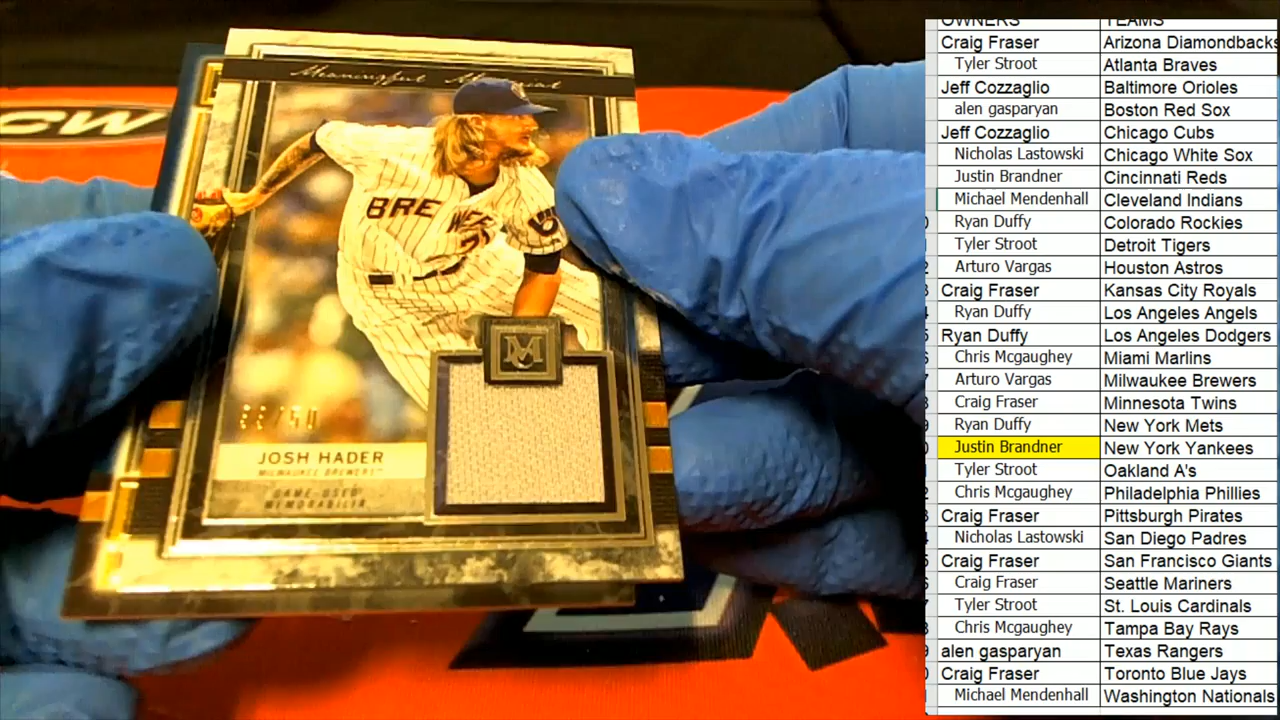 CW
Meaningful Material
BREWERS
M
JOSH HADER
MILWAUKEE BREWERS
GAME-USED
MEMORABILIA
OWNERS TEAMS
Craig Fraser Arizona Diamondbacks
Tyler Stroot Atlanta Braves
Jeff Cozzaglio Baltimore Orioles
alen gasparyan Boston Red Sox
Jeff Cozzaglio Chicago Cubs
Nicholas Lastowski Chicago White Sox
Justin Brandner Cincinnati Reds
Michael Mendenhall Cleveland Indians
Ryan Duffy Colorado Rockies
Tyler Stroot Detroit Tigers
Arturo Vargas Houston Astros
Craig Fraser Kansas City Royals
Ryan Duffy Los Angeles Angels
Ryan Duffy Los Angeles Dodgers
Chris Mcgaughey Miami Marlins
Arturo Vargas Milwaukee Brewers
Craig Fraser Minnesota Twins
Ryan Duffy New York Mets
Justin Brandner New York Yankees
Tyler Stroot Oakland A's
Chris Mcgaughey Philadelphia Phillies
Craig Fraser Pittsburgh Pirates
Nicholas Lastowski San Diego Padres
Craig Fraser San Francisco Giants
Craig Fraser Seattle Mariners
Tyler Stroot St. Louis Cardinals
Chris Mcgaughey Tampa Bay Rays
alen gasparyan Texas Rangers
Craig Fraser Toronto Blue Jays
Michael Mendenhall Washington Nationals